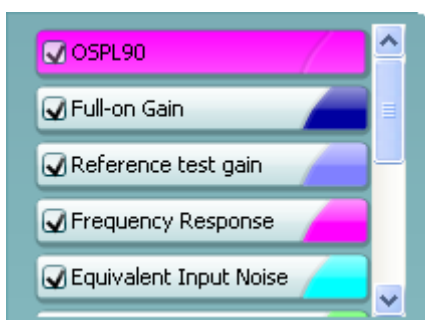 OSPL90
Full-on Gain
Reference test gain
Frequency Response
Equivalent Input Noise